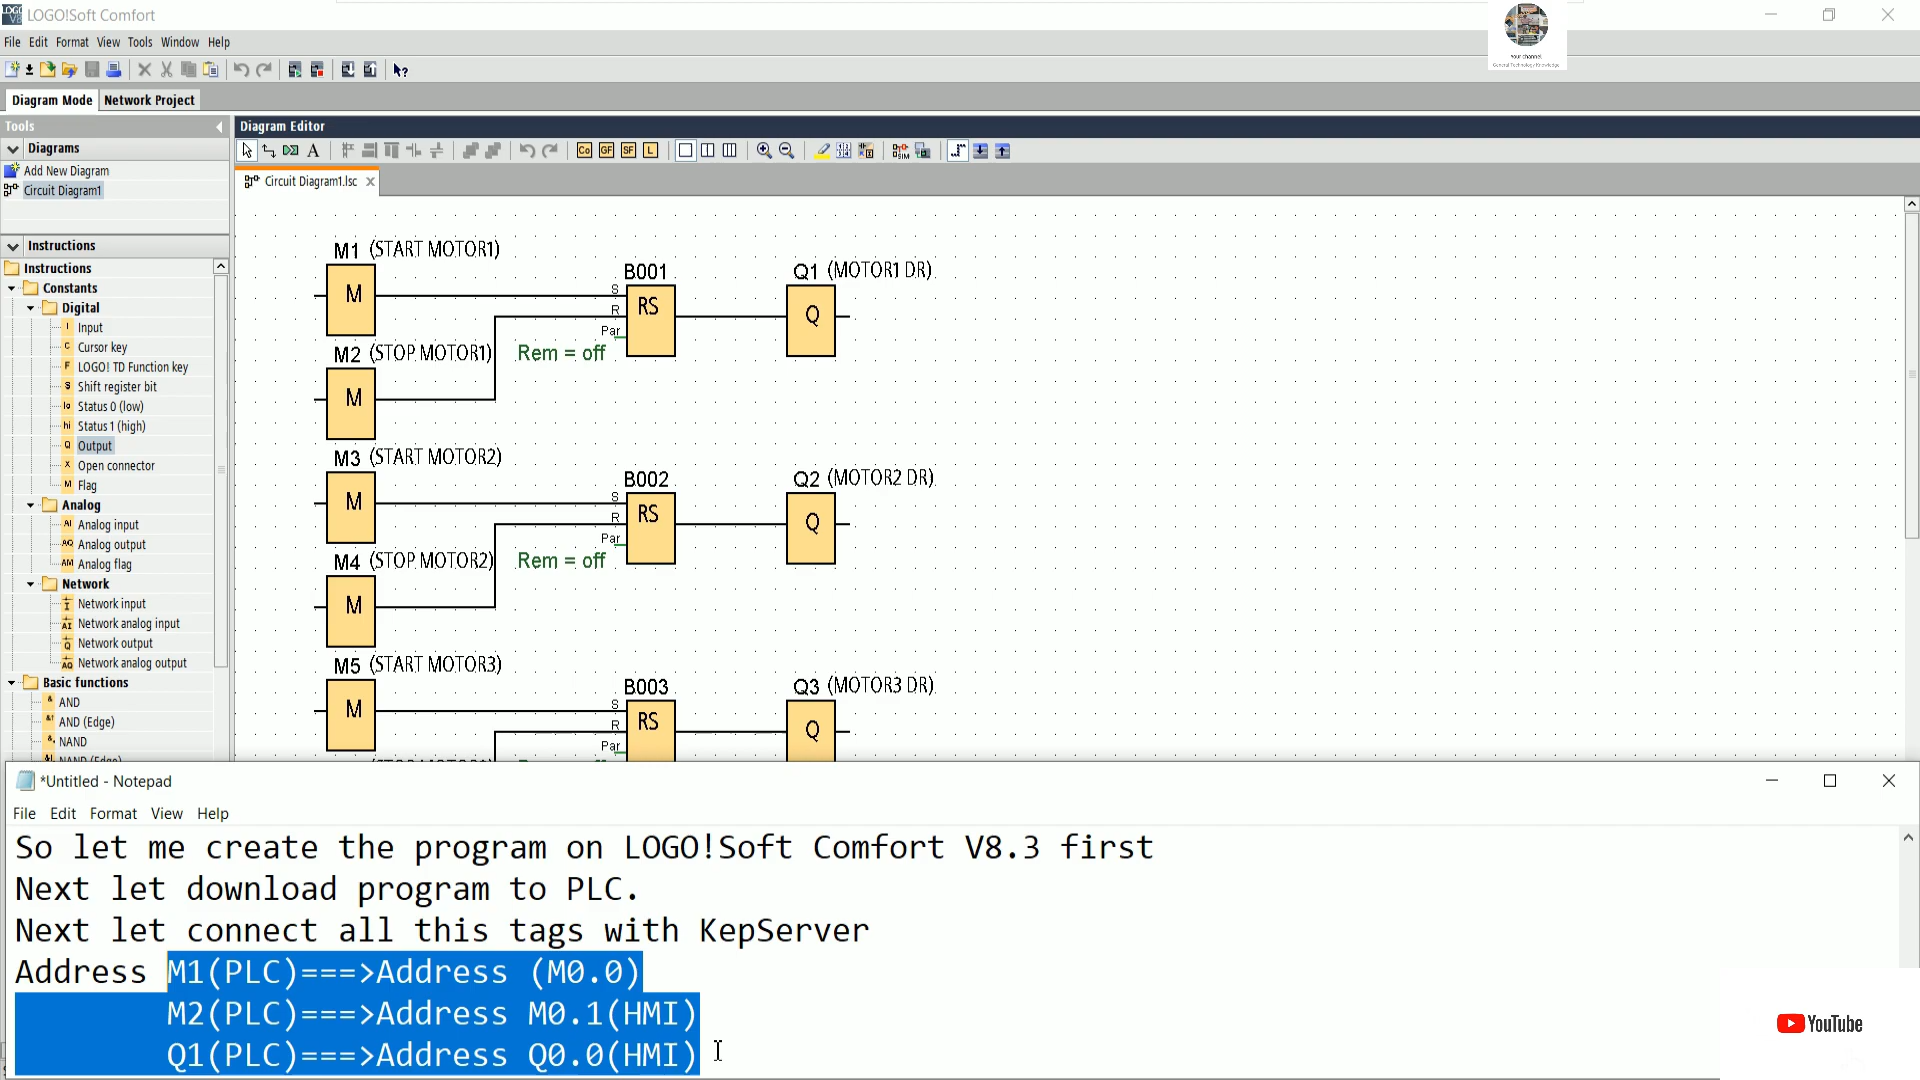 LOGO!Soft Comfort
File Edit Format View Tools Window Help
Your channel
General Technology Knowledge
Diagram Mode Network Project
Tools
Diagrams
Add New Diagram
Circuit Diagram1
Instructions
Instructions
Constants
Digital
Input
Cursor key
LOGO! TD Function key
Shift register bit
Status 0 (low)
Status 1 (high)
Output
Open connector
Flag
Analog
Analog input
Analog output
Analog flag
Network
Network input
Network analog input
Network output
Network analog output
Basic functions
AND
AND (Edge)
NAND
Diagram Editor
Co GF SF L
Circuit Diagram1.lsc
M1 (START MOTOR1)
M
B001
S
R
Par
RS
Q1 (MOTOR1 DR)
Q
M2 (STOP MOTOR1)
Rem = off
M
M3 (START MOTOR2)
M
B002
S
R
Par
RS
Q2 (MOTOR2 DR)
Q
M4 (STOP MOTOR2)
Rem = off
M
M5 (START MOTOR3)
M
B003
S
R
Par
RS
Q3 (MOTOR3 DR)
Q
*Untitled - Notepad
File Edit Format View Help
So let me create the program on LOGO!Soft Comfort V8.3 first
Next let download program to PLC.
Next let connect all this tags with KepServer
Address M1(PLC)===>Address (M0.0)
M2(PLC)===>Address M0.1(HMI)
Q1(PLC)===>Address Q0.0(HMI)
YouTube